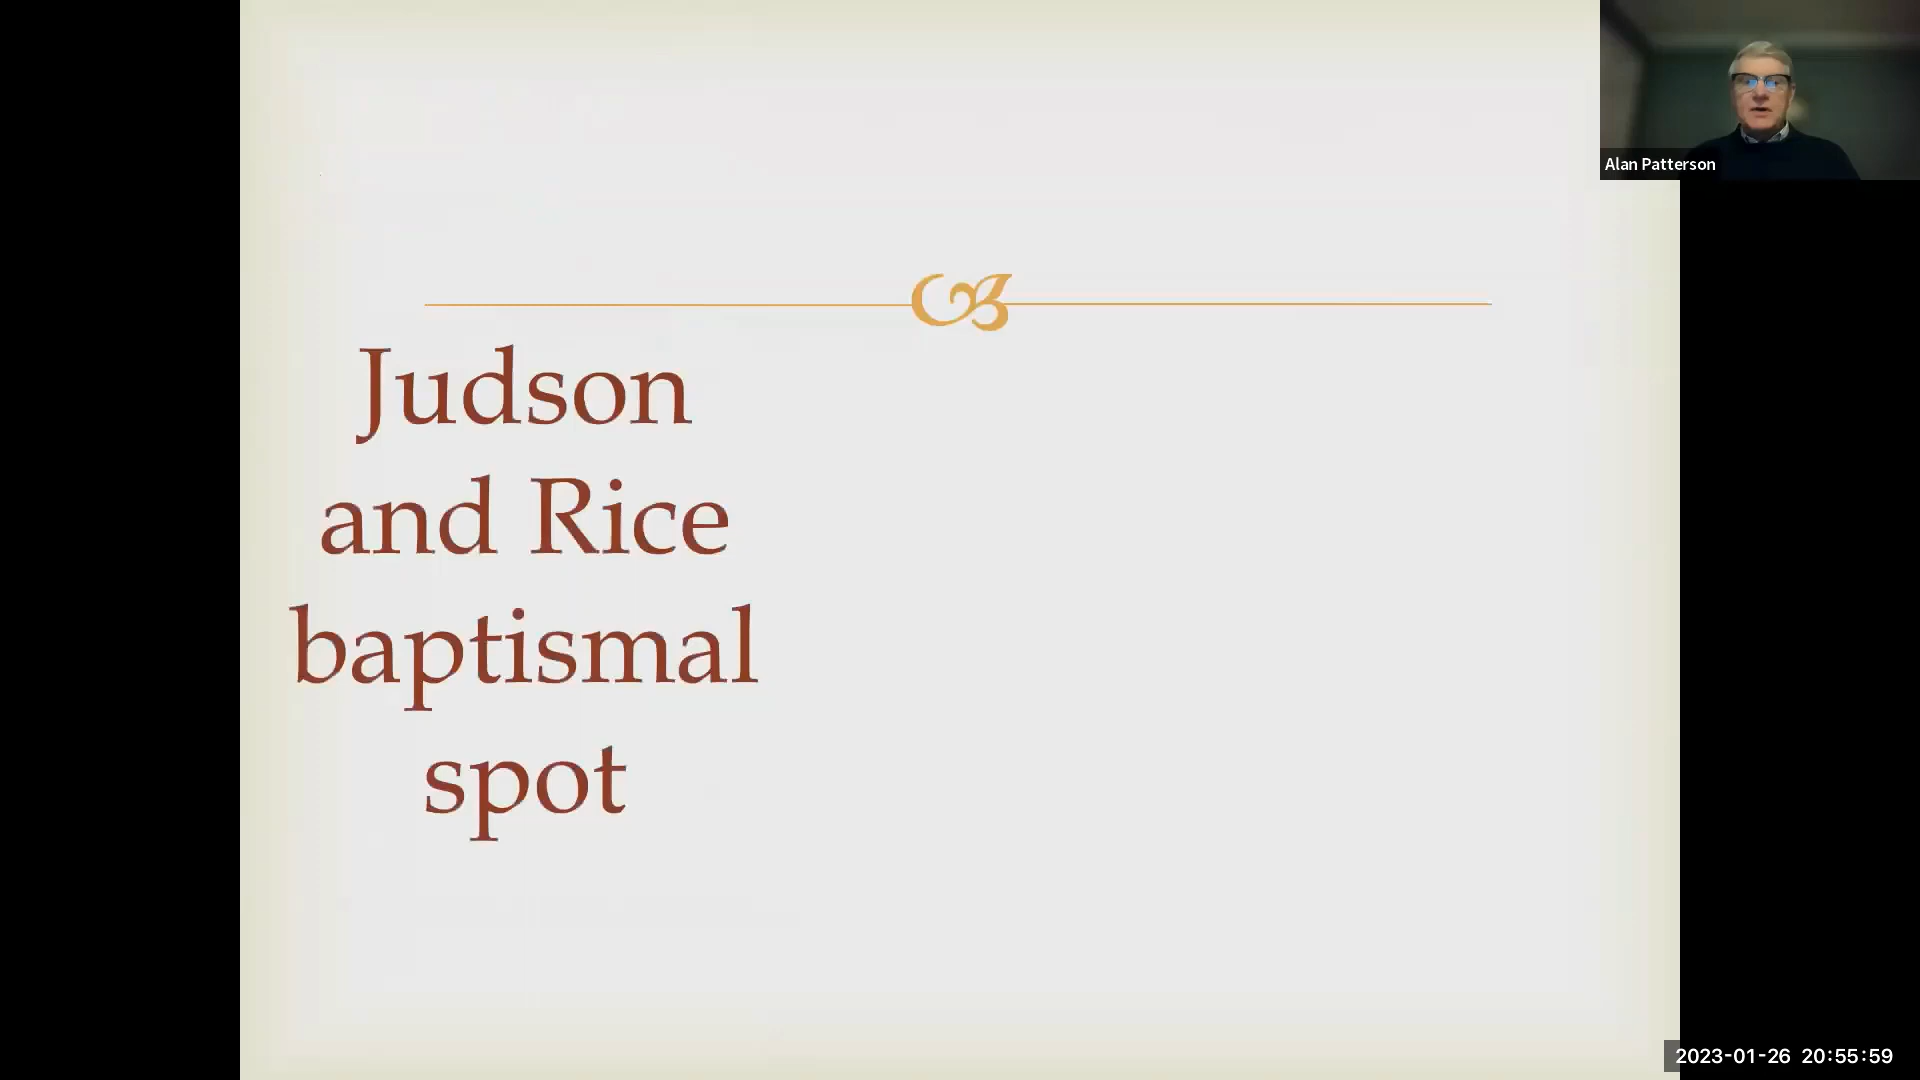 Alan Patterson
Judson
and Rice
baptismal
spot
2023-01-26 20:55:59